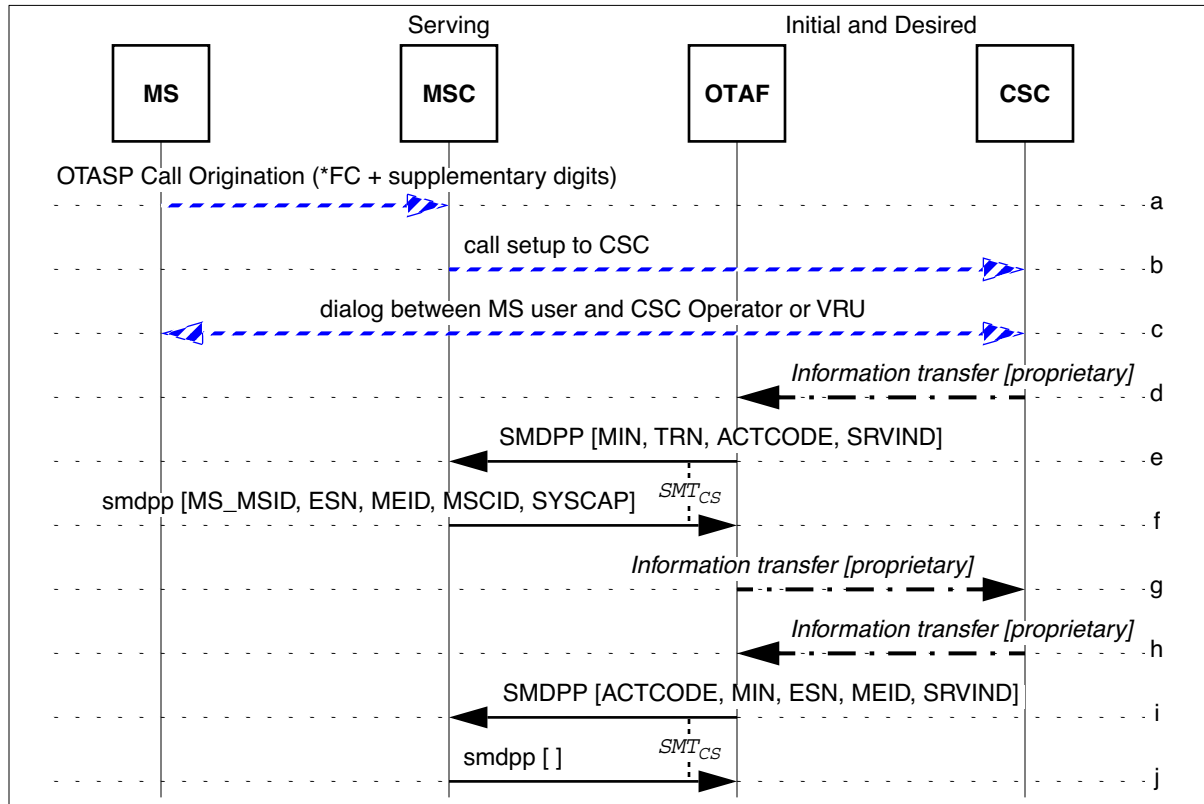 Serving Initial and Desired
MS MSC OTAF CSC
OTASP Call Origination (*FC + supplementary digits)
a
call setup to CSC
b
dialog between MS user and CSC Operator or VRU
c
Information transfer [proprietary]
d
SMDPP [MIN, TRN, ACTCODE, SRVIND]
e
SMT_CS
smdpp [MS_MSID, ESN, MEID, MSCID, SYSCAP]
f
Information transfer [proprietary]
g
Information transfer [proprietary]
h
SMDPP [ACTCODE, MIN, ESN, MEID, SRVIND]
i
SMT_CS
smdpp [ ]
j